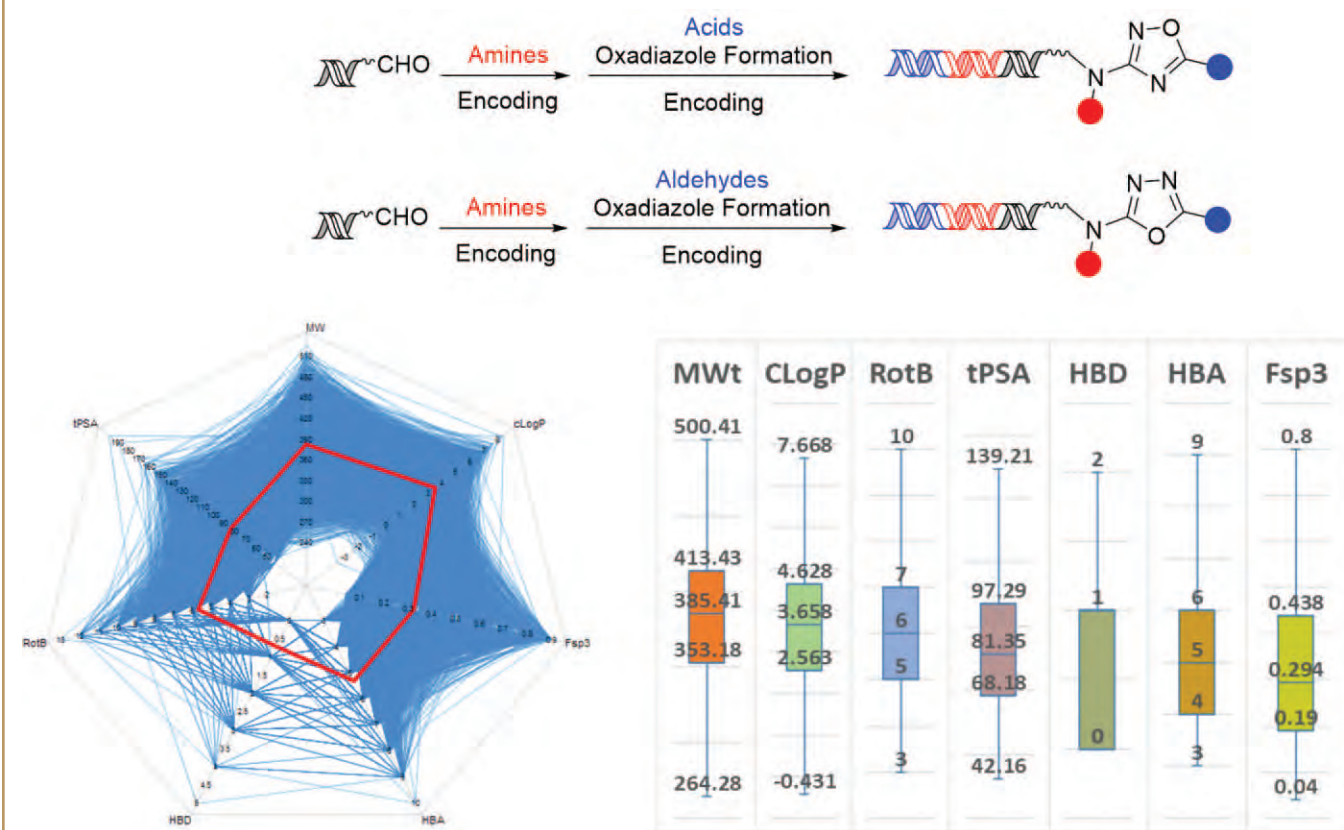 Acids
CHO Amines Oxadiazole Formation
Encoding Encoding
N N O N
Aldehydes
CHO Amines Oxadiazole Formation
Encoding Encoding
N N N O
MW
cLogP
Fsp3
HBA
HBD
RotB
tPSA
MWt CLogP RotB tPSA HBD HBA Fsp3
500.41 7.668 10 139.21 2 9 0.8
413.43 4.628 7 97.29 1 6 0.438
385.41 3.658 6 81.35 5 0.294
353.18 2.563 5 68.18 0 4 0.19
264.28 -0.431 3 42.16 3 0.04